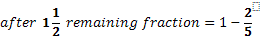 after 1 1/2 remaining fraction = 1 − 2/5